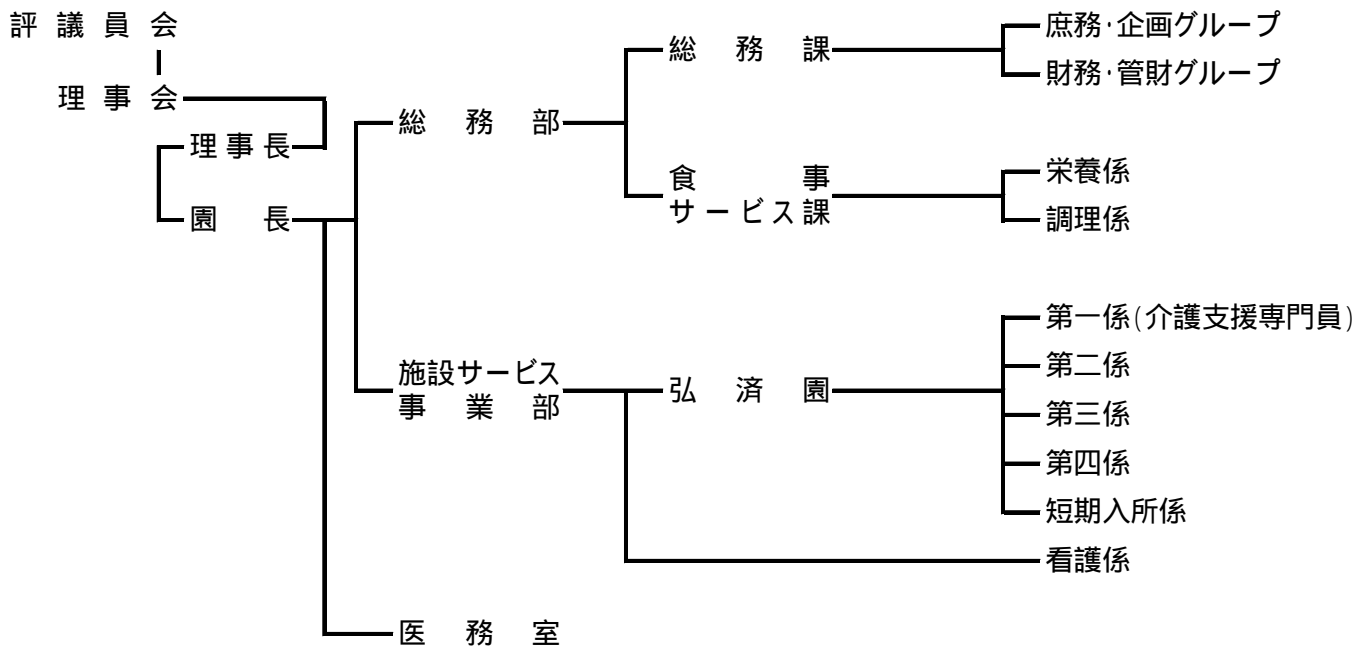 評議員会
理事会
理事長
園長
総務部
総務課
庶務･企画グループ
財務･管財グループ
食事
サービス課
栄養係
調理係
施設サービス
事業部
弘済園
第一係(介護支援専門員)
第二係
第三係
第四係
短期入所係
看護係
医務室